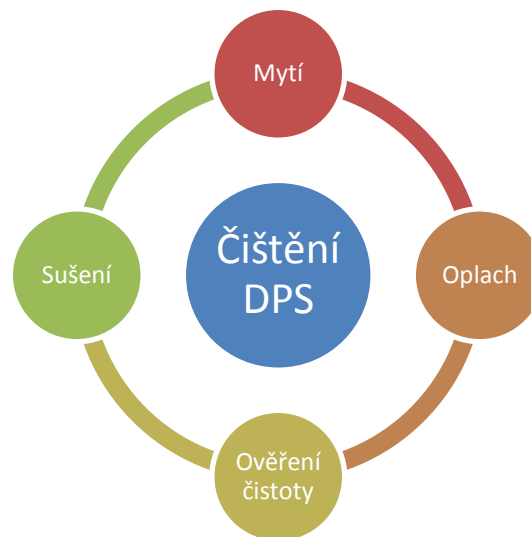 Mytí
Čištění
DPS
Sušení
Oplach
Ověření
čistoty